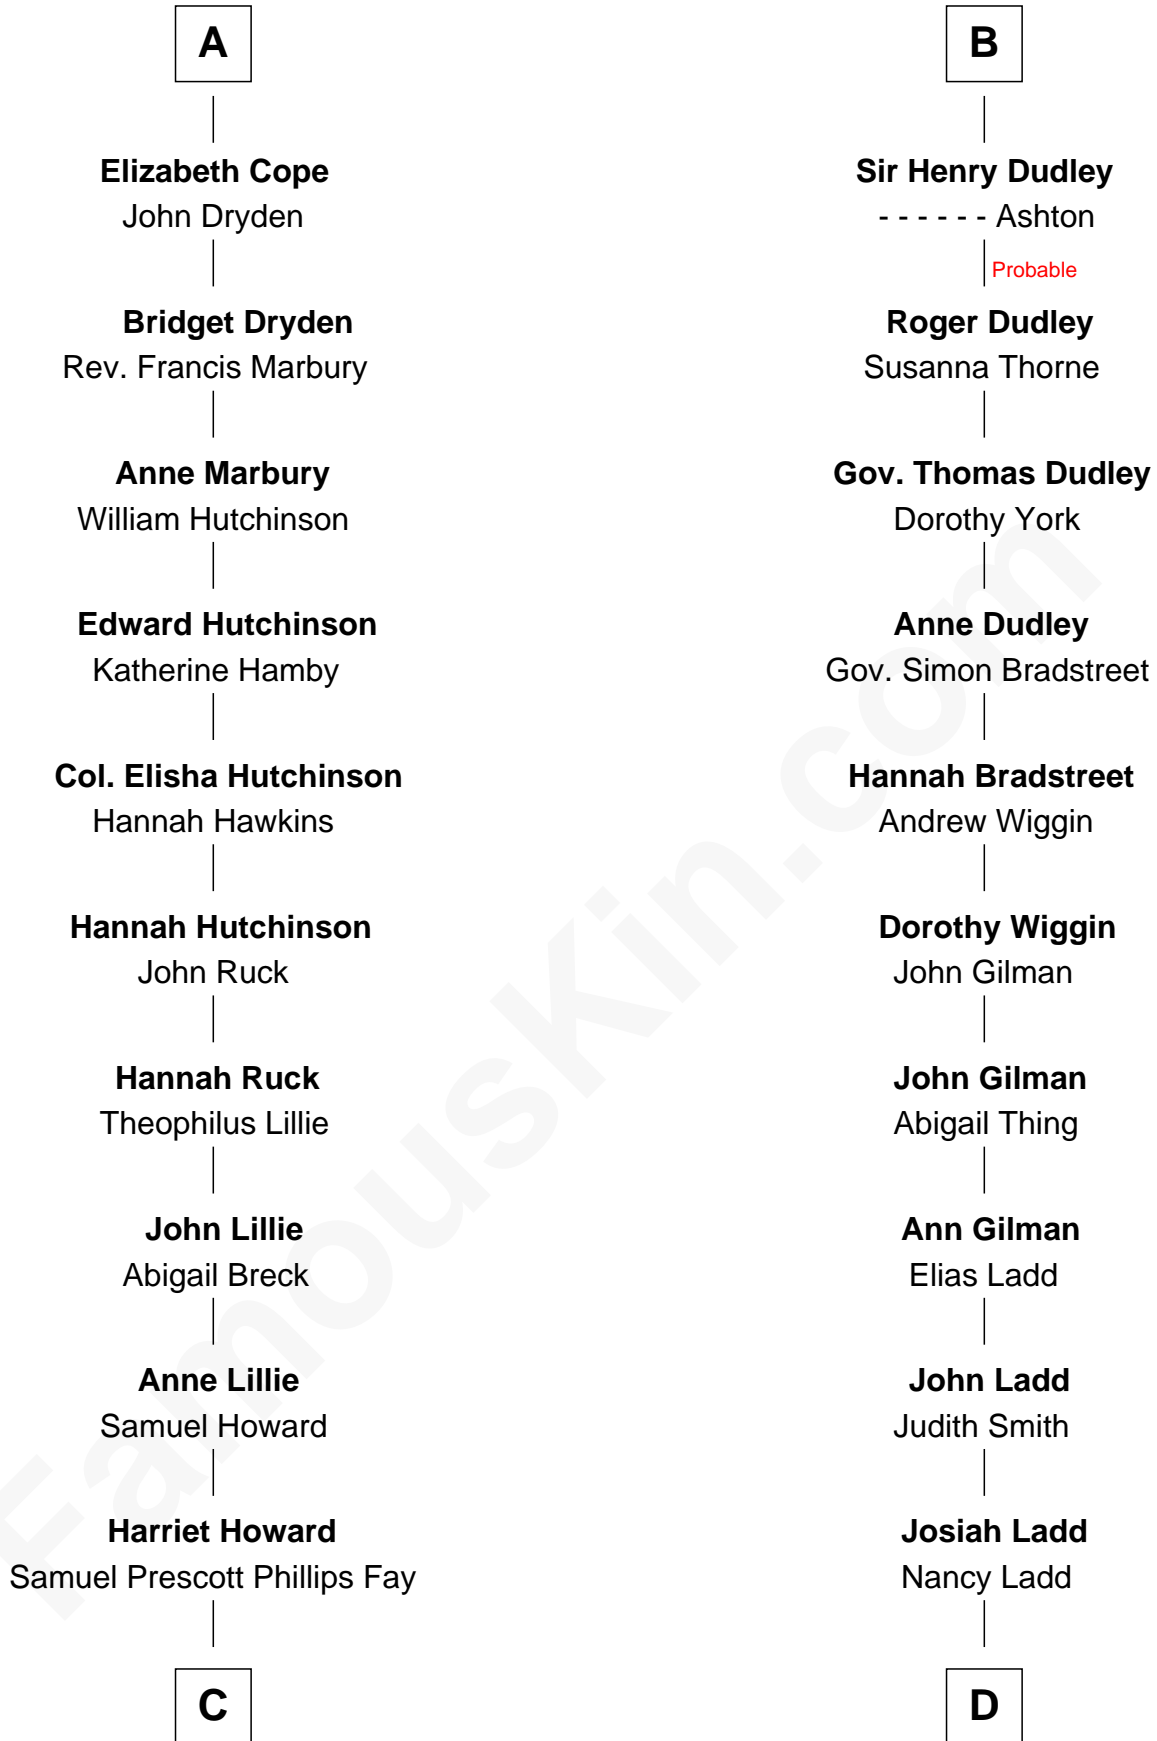 A
Elizabeth Cope
John Dryden
Bridget Dryden
Rev. Francis Marbury
Anne Marbury
William Hutchinson
Edward Hutchinson
Katherine Hamby
Col. Elisha Hutchinson
Hannah Hawkins
Hannah Hutchinson
John Ruck
Hannah Ruck
Theophilus Lillie
John Lillie
Abigail Breck
Anne Lillie
Samuel Howard
Harriet Howard
Samuel Prescott Phillips Fay
C
B
Sir Henry Dudley
- - - - - - Ashton
Probable
Roger Dudley
Susanna Thorne
Gov. Thomas Dudley
Dorothy York
Anne Dudley
Gov. Simon Bradstreet
Hannah Bradstreet
Andrew Wiggin
Dorothy Wiggin
John Gilman
John Gilman
Abigail Thing
Ann Gilman
Elias Ladd
John Ladd
Judith Smith
Josiah Ladd
Nancy Ladd
D
FamousKin.com